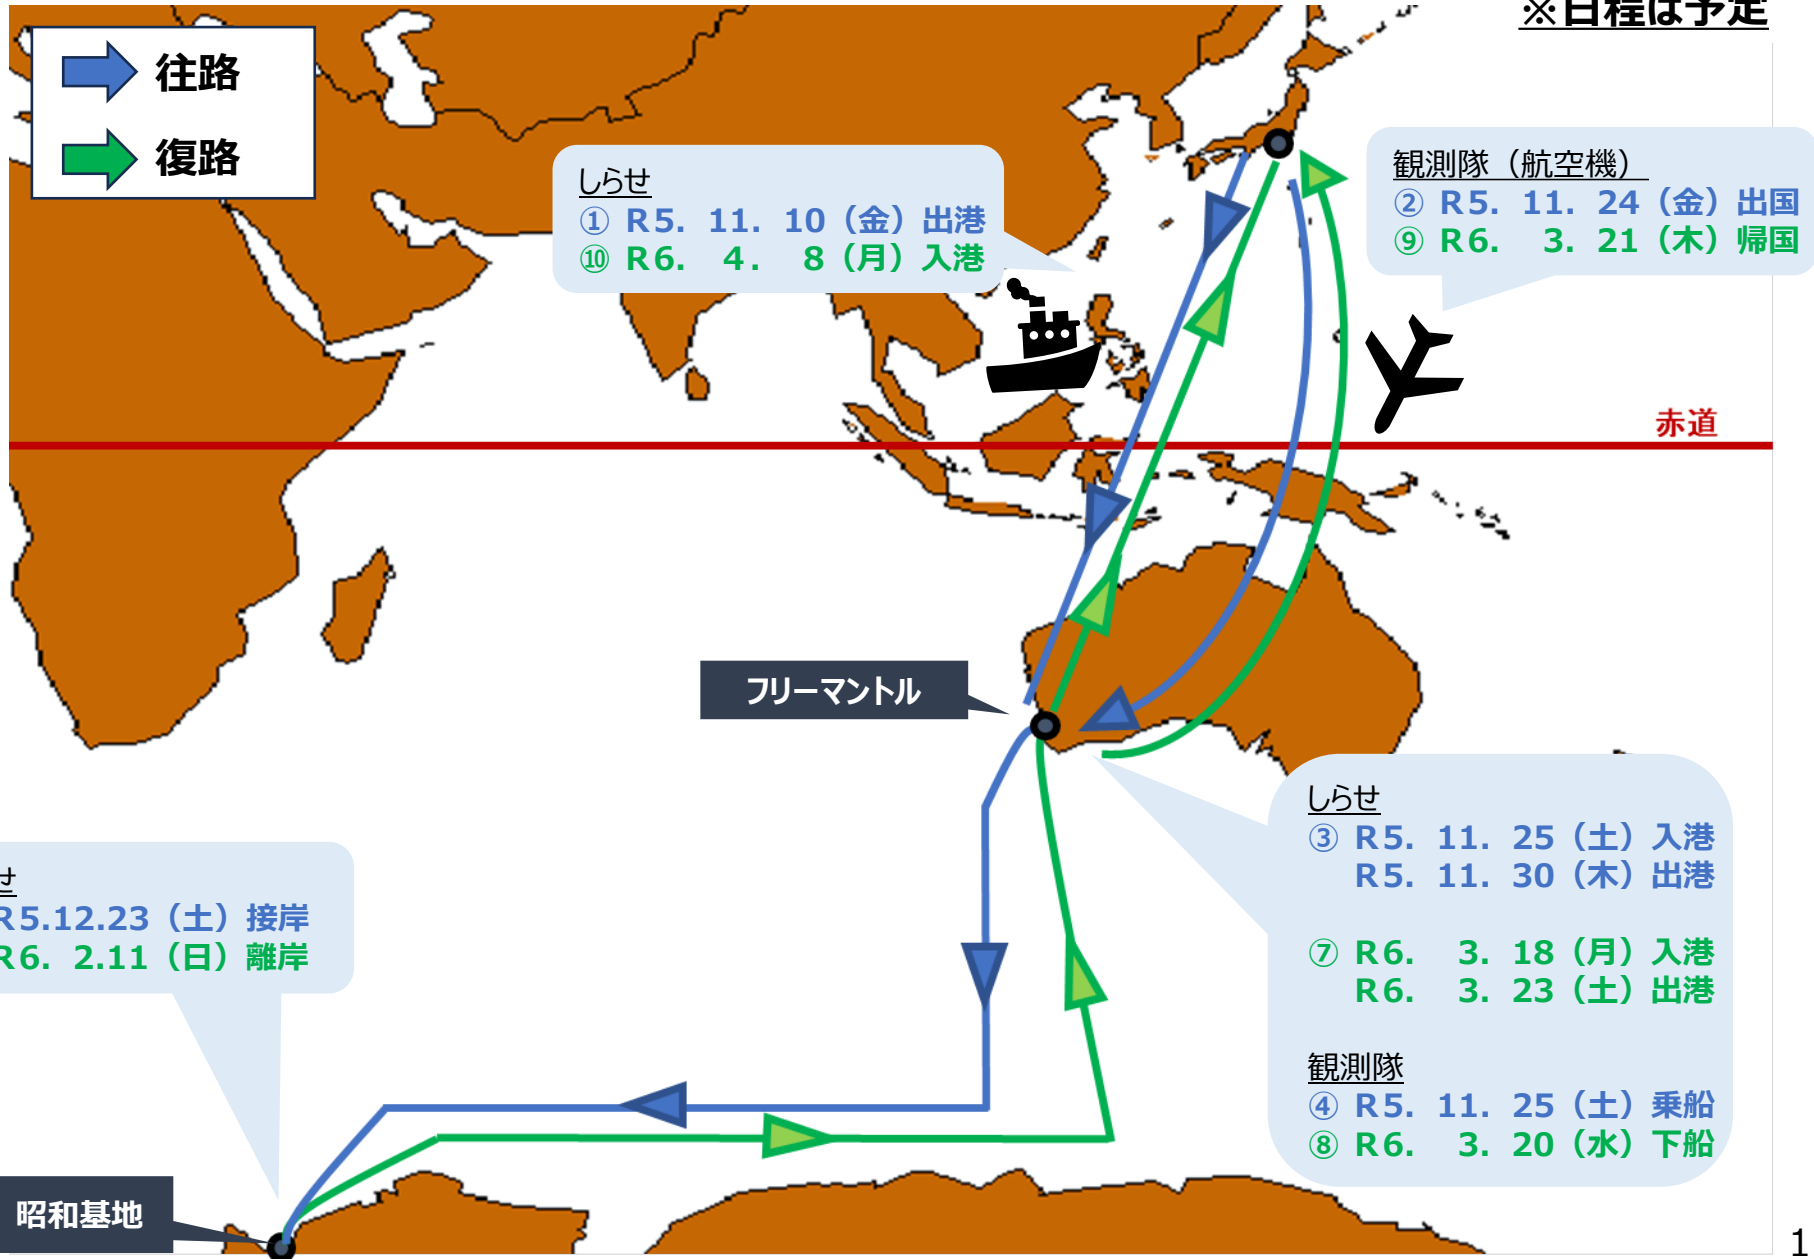 ※日程は予定
往路
復路
しらせ
① R5. 11. 10（金）出港
⑩ R6. 4. 8（月）入港
観測隊（航空機）
② R5. 11. 24（金）出国
⑨ R6. 3. 21（木）帰国
赤道
フリーマントル
しらせ
③ R5. 11. 25（土）入港
R5. 11. 30（木）出港
⑦ R6. 3. 18（月）入港
R6. 3. 23（土）出港
観測隊
④ R5. 11. 25（土）乗船
⑧ R6. 3. 20（水）下船
せ
R5.12.23（土）接岸
R6. 2.11（日）離岸
昭和基地
1